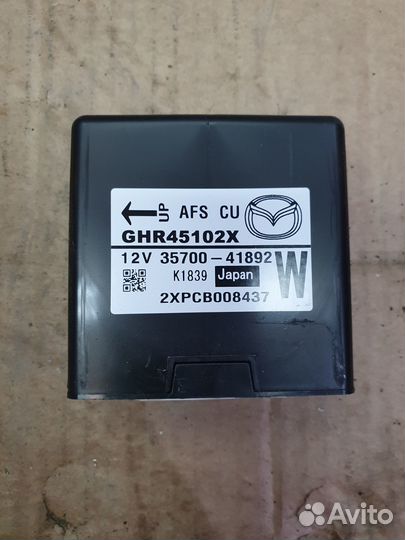 ←UP AFS CU
GHR45102X
12V 35700-41892
K1839 Japan W
2XPCB008437
Avito